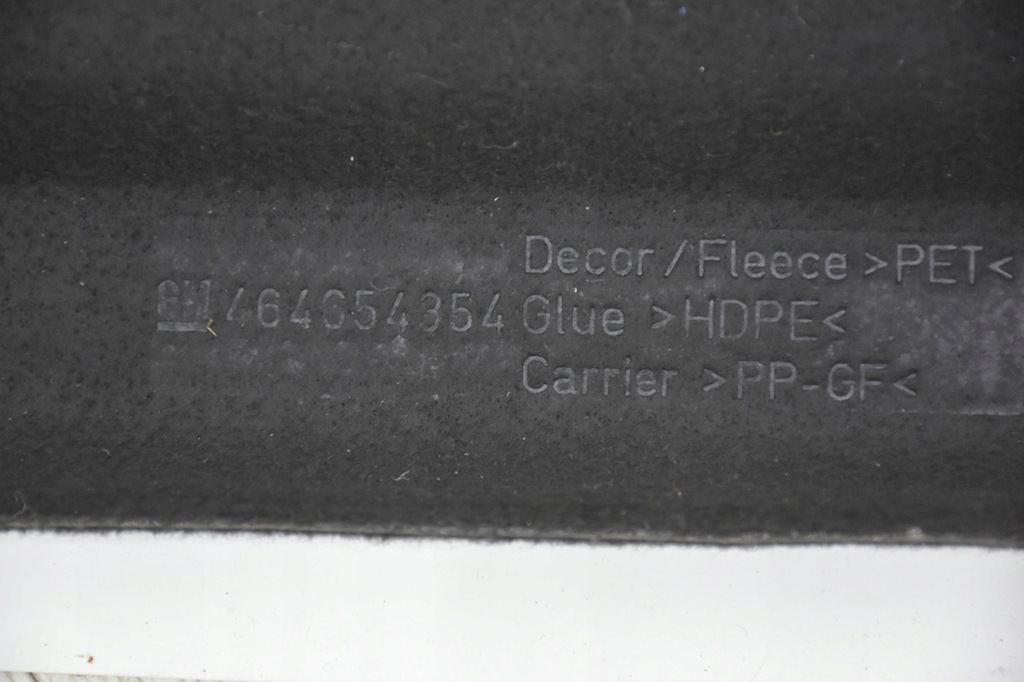 Decor/Fleece >PET<
GM 464654354 Glue >HDPE<
Carrier >PP-GF<